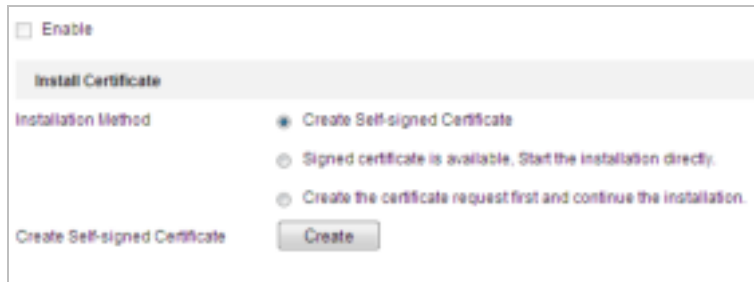 Enable
Install Certificate
Installation Method
Create Self-signed Certificate
Signed certificate is available, Start the installation directly.
Create the certificate request first and continue the installation.
Create Self-signed Certificate
Create